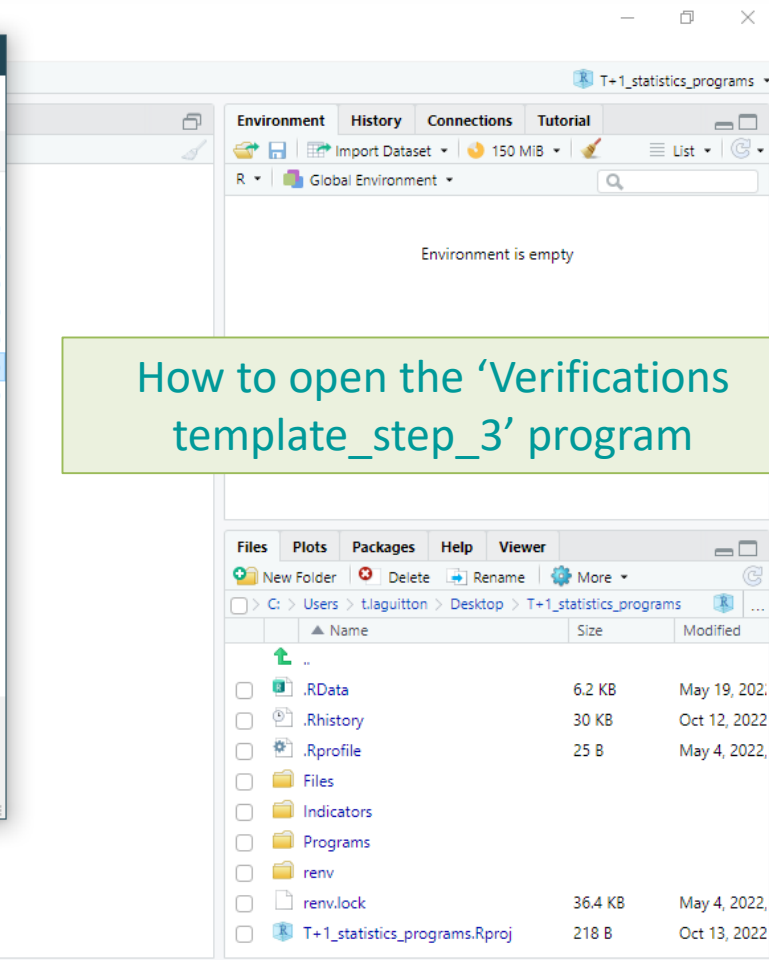 T+1_statistics_programs
Environment History Connections Tutorial
Import Dataset 150 MiB List
R Global Environment
Environment is empty
How to open the ‘Verifications
template_step_3’ program
Files Plots Packages Help Viewer
New Folder Delete Rename More
C: > Users > t.laguitton > Desktop > T+1_statistics_programs ...
Name Size Modified
..
.RData 6.2 KB May 19, 202
.Rhistory 30 KB Oct 12, 2022
.Rprofile 25 B May 4, 2022,
Files
Indicators
Programs
renv
renv.lock 36.4 KB May 4, 2022,
T+1_statistics_programs.Rproj 218 B Oct 13, 2022